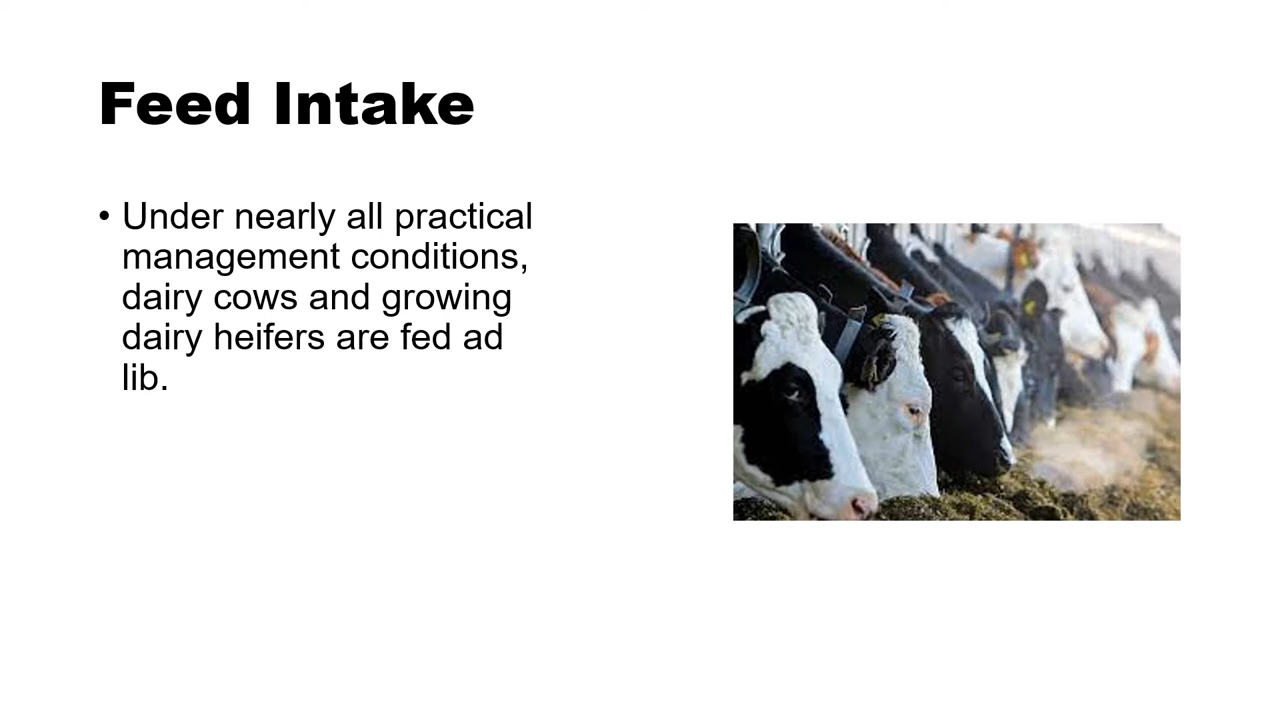 Feed Intake
• Under nearly all practical
management conditions,
dairy cows and growing
dairy heifers are fed ad
lib.